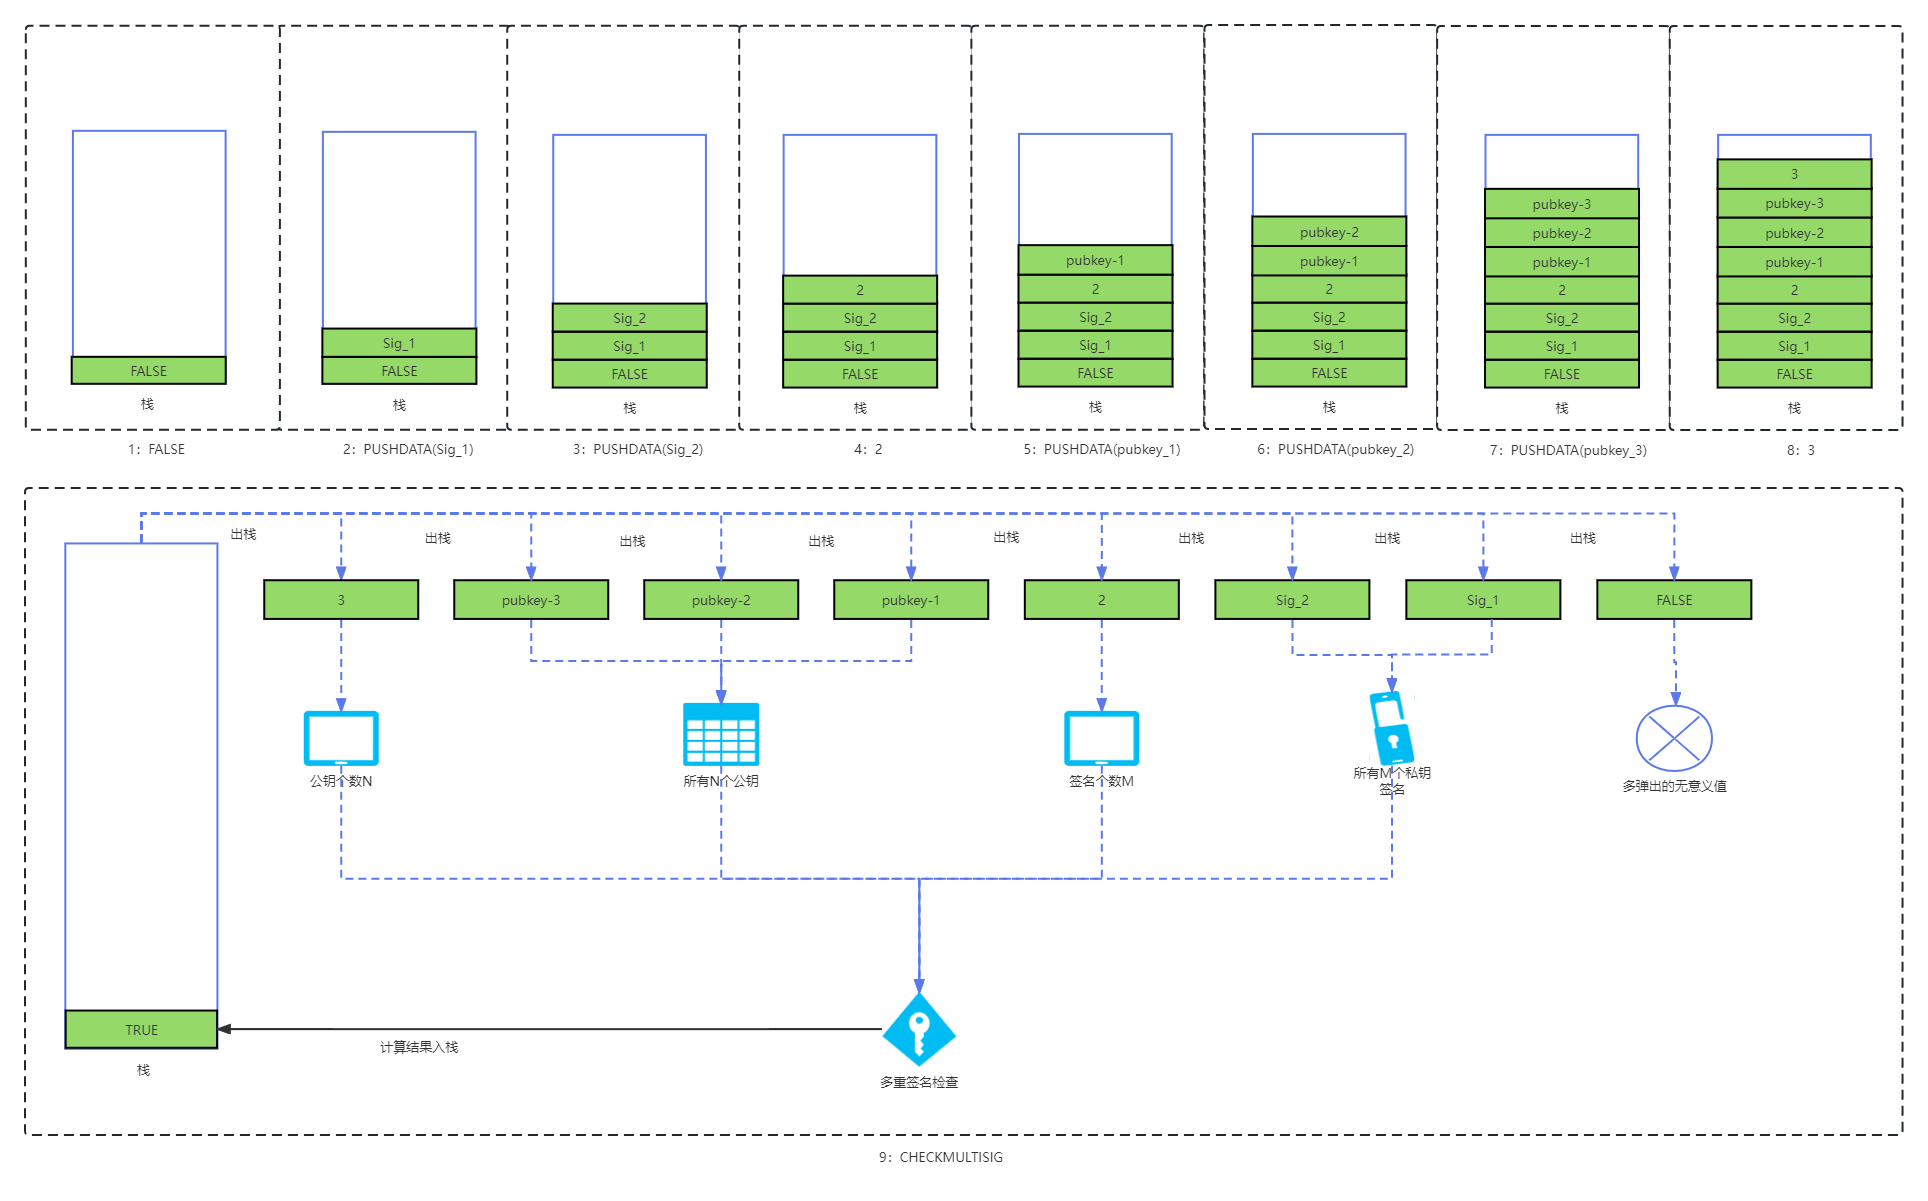 FALSE
栈
1: FALSE
Sig_1
FALSE
栈
2: PUSHDATA(Sig_1)
Sig_2
Sig_1
FALSE
栈
3: PUSHDATA(Sig_2)
2
Sig_2
Sig_1
FALSE
栈
4: 2
pubkey-1
2
Sig_2
Sig_1
FALSE
栈
5: PUSHDATA(pubkey_1)
pubkey-2
pubkey-1
2
Sig_2
Sig_1
FALSE
栈
6: PUSHDATA(pubkey_2)
pubkey-3
pubkey-2
pubkey-1
2
Sig_2
Sig_1
FALSE
栈
7: PUSHDATA(pubkey_3)
3
pubkey-3
pubkey-2
pubkey-1
2
Sig_2
Sig_1
FALSE
栈
8: 3
出栈
出栈
出栈
出栈
出栈
出栈
出栈
出栈
3
pubkey-3
pubkey-2
pubkey-1
2
Sig_2
Sig_1
FALSE
公钥个数N
所有N个公钥
签名个数M
所有M个私钥
签名
多弹出的无意义值
TRUE
计算结果入栈
栈
多重签名检查
9: CHECKMULTISIG